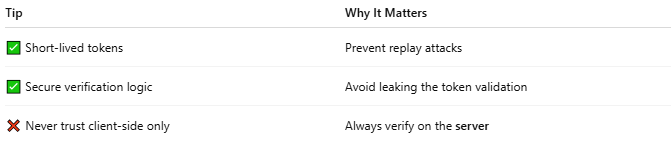 Tip Why It Matters
✅ Short-lived tokens Prevent replay attacks
✅ Secure verification logic Avoid leaking the token validation
❌ Never trust client-side only Always verify on the server